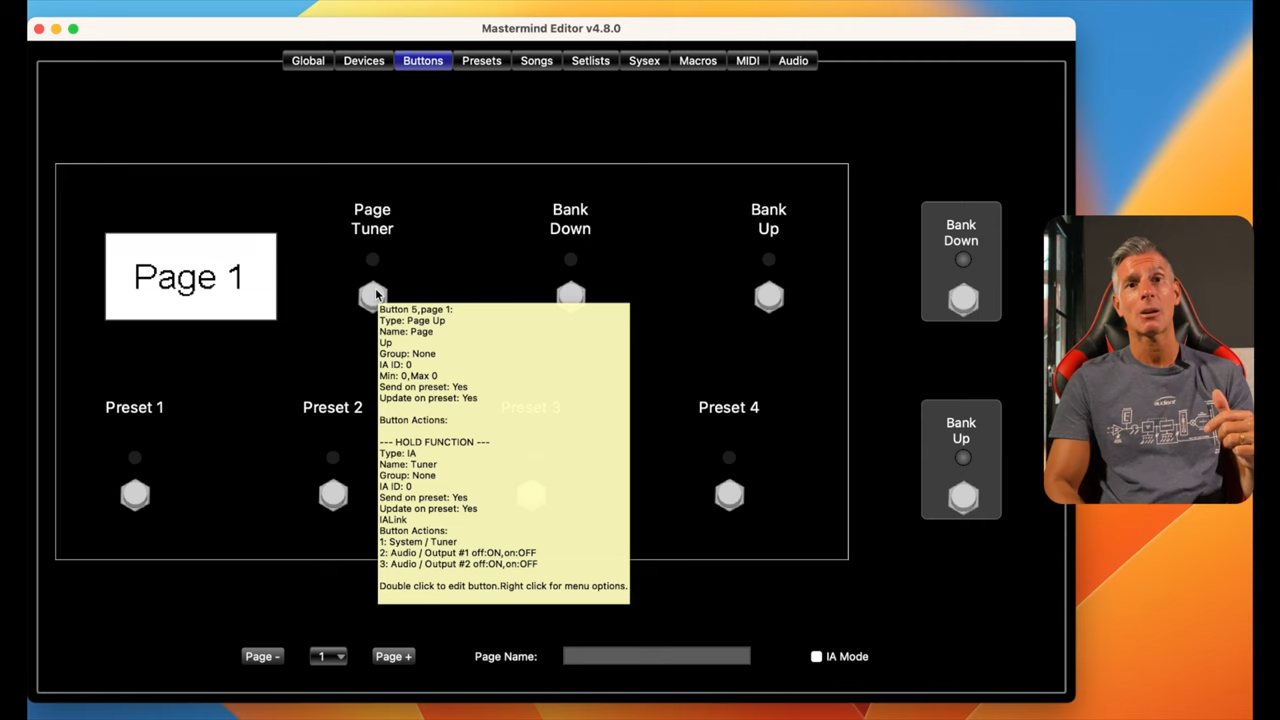 Mastermind Editor v4.8.0
Global Devices Buttons Presets Songs Setlists Sysex Macros MIDI Audio
Page
Tuner
Bank
Down
Bank
Up
Bank
Down
Page 1
Button 5,page 1:
Type: Page Up
Name: Page
Up
Group: None
IA ID: 0
Min: 0,Max 0
Send on preset: Yes
Update on preset: Yes
Button Actions:
--- HOLD FUNCTION ---
Type: IA
Name: Tuner
Group: None
IA ID: 0
Send on preset: Yes
Update on preset: Yes
IALink
Button Actions:
1: System / Tuner
2: Audio / Output #1 off:ON,on:OFF
3: Audio / Output #2 off:ON,on:OFF
Double click to edit button.Right click for menu options.
Preset 1
Preset 2
Preset 3
Preset 4
Bank
Up
audient
Page -
1
Page +
Page Name:
IA Mode